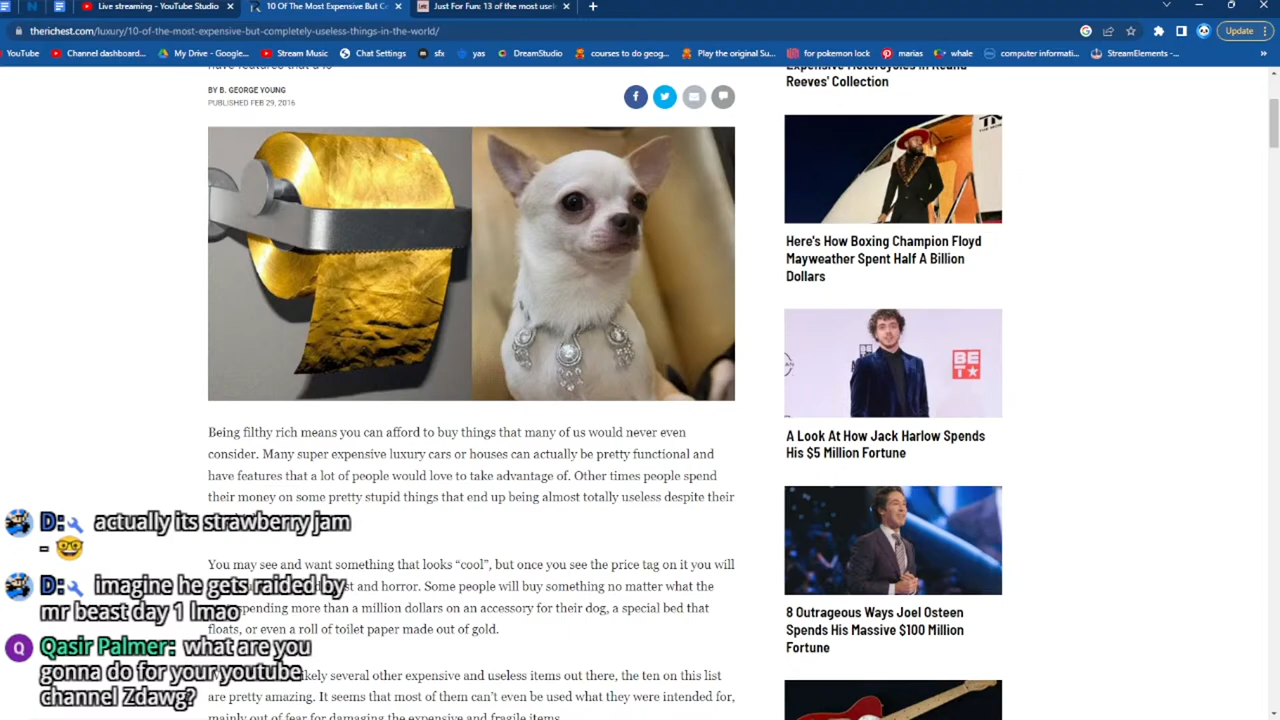 Live streaming - YouTube Studio
10 Of The Most Expensive But C
Just For Fun: 13 of the most usel
therichest.com/luxury/10-of-the-most-expensive-but-completely-useless-things-in-the-world/
Update
YouTube
Channel dashboard...
My Drive - Google...
Stream Music
Chat Settings
sfx
yas
DreamStudio
courses to do geog...
Play the original Su...
for pokemon lock
marias
whale
computer informati...
StreamElements -...
BY B. GEORGE YOUNG
PUBLISHED FEB 29, 2016
Being filthy rich means you can afford to buy things that many of us would never even
consider. Many super expensive luxury cars or houses can actually be pretty functional and
have features that a lot of people would love to take advantage of. Other times people spend
their money on some pretty stupid things that end up being almost totally useless despite their
You may see and want something that looks “cool”, but once you see the price tag on it you will
and horror. Some people will buy something no matter what the
spending more than a million dollars on an accessory for their dog, a special bed that
floats, or even a roll of toilet paper made out of gold.
several other expensive and useless items out there, the ten on this list
are pretty amazing. It seems that most of them can’t even be used what they were intended for,
mainly out of fear for damaging the expensive and fragile items.
D: actually its strawberry jam
- 🤓
D: imagine he gets raided by
mr beast day 1 lmao
Q
Qasir Palmer: what are you
gonna do for your youtube
channel Zdawg?
Reeves' Collection
Here's How Boxing Champion Floyd
Mayweather Spent Half A Billion
Dollars
BET
A Look At How Jack Harlow Spends
His $5 Million Fortune
8 Outrageous Ways Joel Osteen
Spends His Massive $100 Million
Fortune